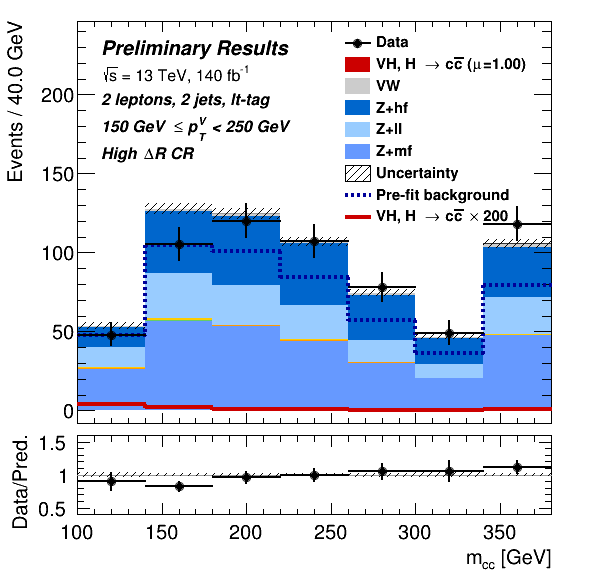 Events / 40.0 GeV
200
150
100
50
0
Preliminary Results
√s = 13 TeV, 140 fb⁻¹
2 leptons, 2 jets, lt-tag
150 GeV ≤ p_T^V < 250 GeV
High ΔR CR
Data
VH, H → cc̅ (μ=1.00)
VW
Z+hf
Z+ll
Z+mf
Uncertainty
Pre-fit background
VH, H → cc̅ × 200
Data/Pred.
1.5
1
0.5
100 150 200 250 300 350
m_cc [GeV]